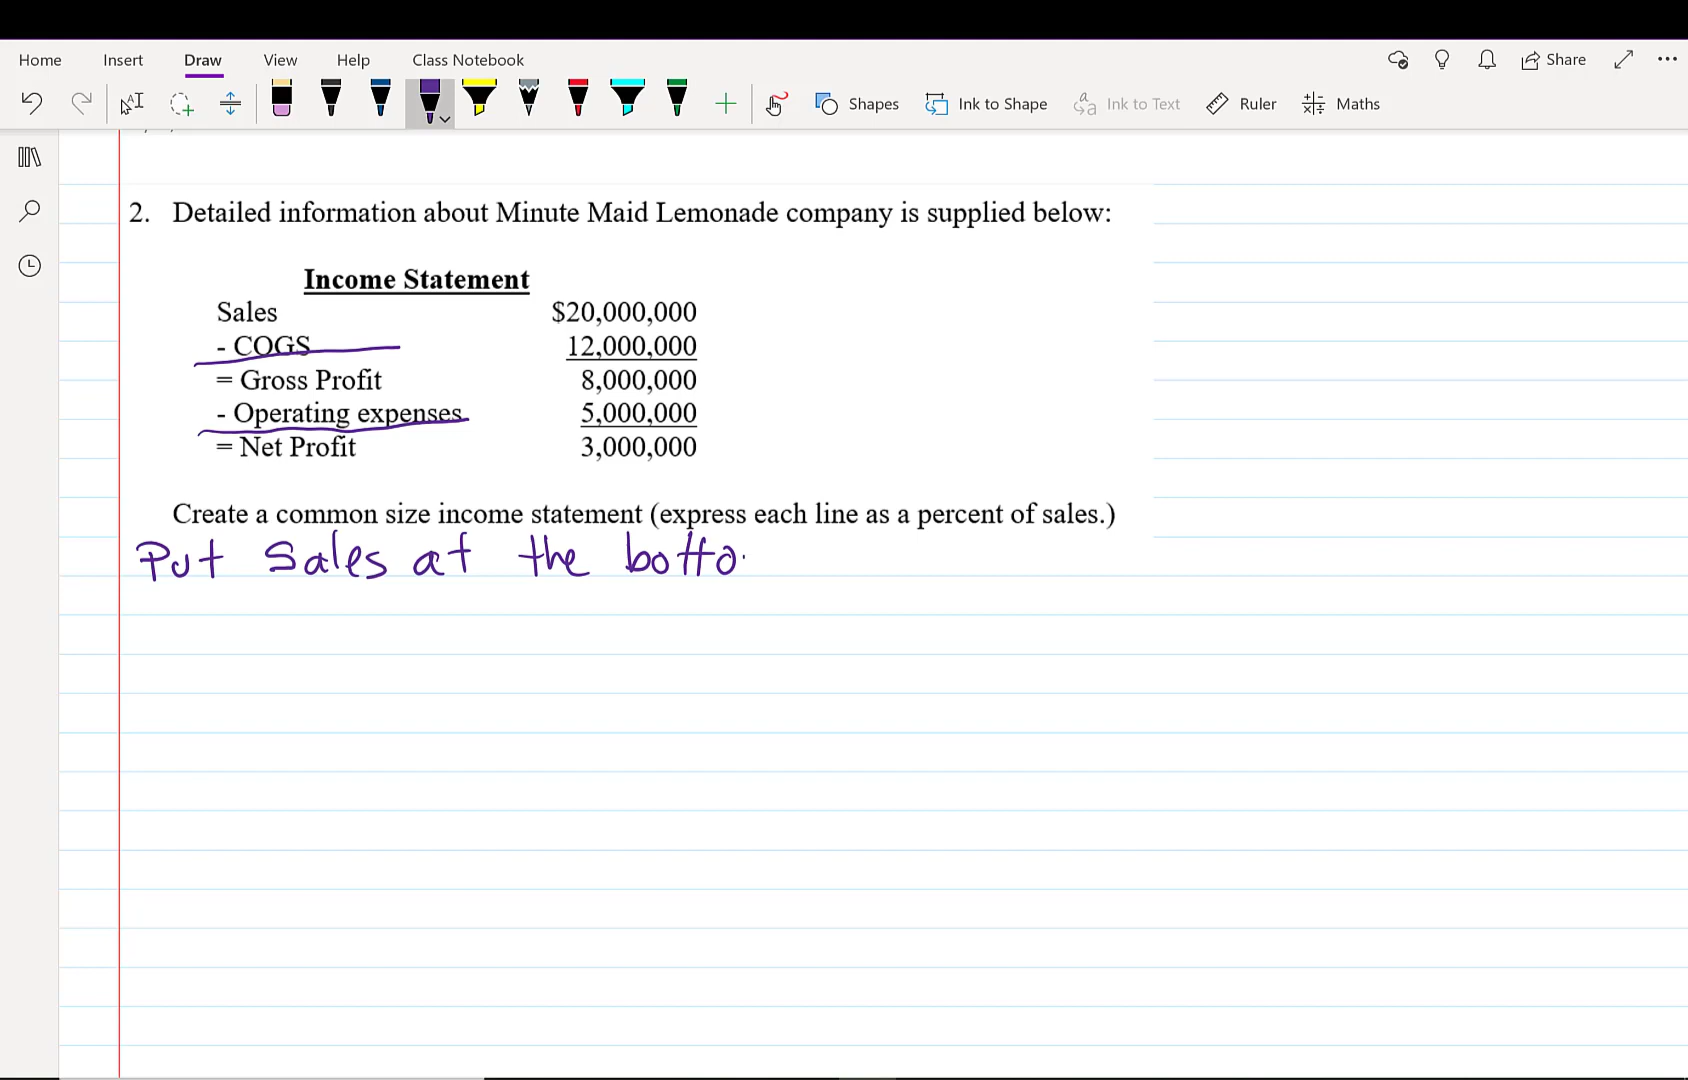 Home Insert Draw View Help Class Notebook Share
Shapes Ink to Shape Ink to Text Ruler Maths
2. Detailed information about Minute Maid Lemonade company is supplied below:
Income Statement
Sales $20,000,000
- COGS 12,000,000
= Gross Profit 8,000,000
- Operating expenses 5,000,000
= Net Profit 3,000,000
Create a common size income statement (express each line as a percent of sales.)
Put Sales at the botto